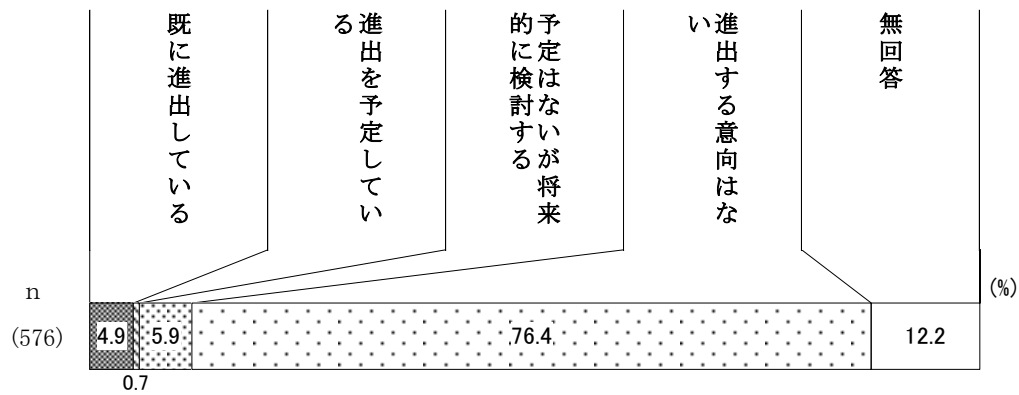 既に進出している
進出を予定してい
る
予定はないが将来
的に検討する
進出する意向はな
い
無回答
n
(%)
(576)
4.9
5.9
76.4
12.2
0.7